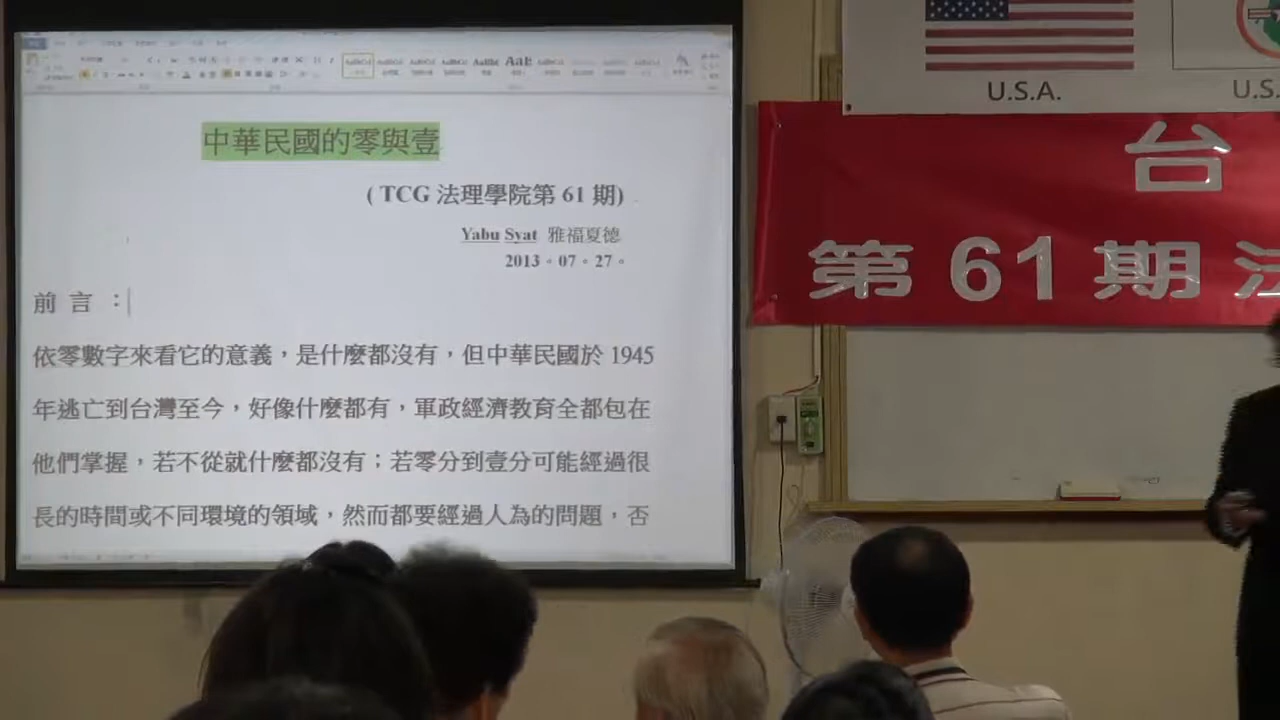 中華民國的零與壹
( TCG 法理學院第 61 期)
Yabu Syat 雅福夏德
2013。07。27。
前 言 ：
依零數字來看它的意義，是什麼都沒有，但中華民國於 1945
年逃亡到台灣至今，好像什麼都有，軍政經濟教育全都包在
他們掌握，若不從就什麼都沒有；若零分到壹分可能經過很
長的時間或不同環境的領域，然而都要經過人為的問題，否
U.S.A.
U.S.
台
第 61 期 法